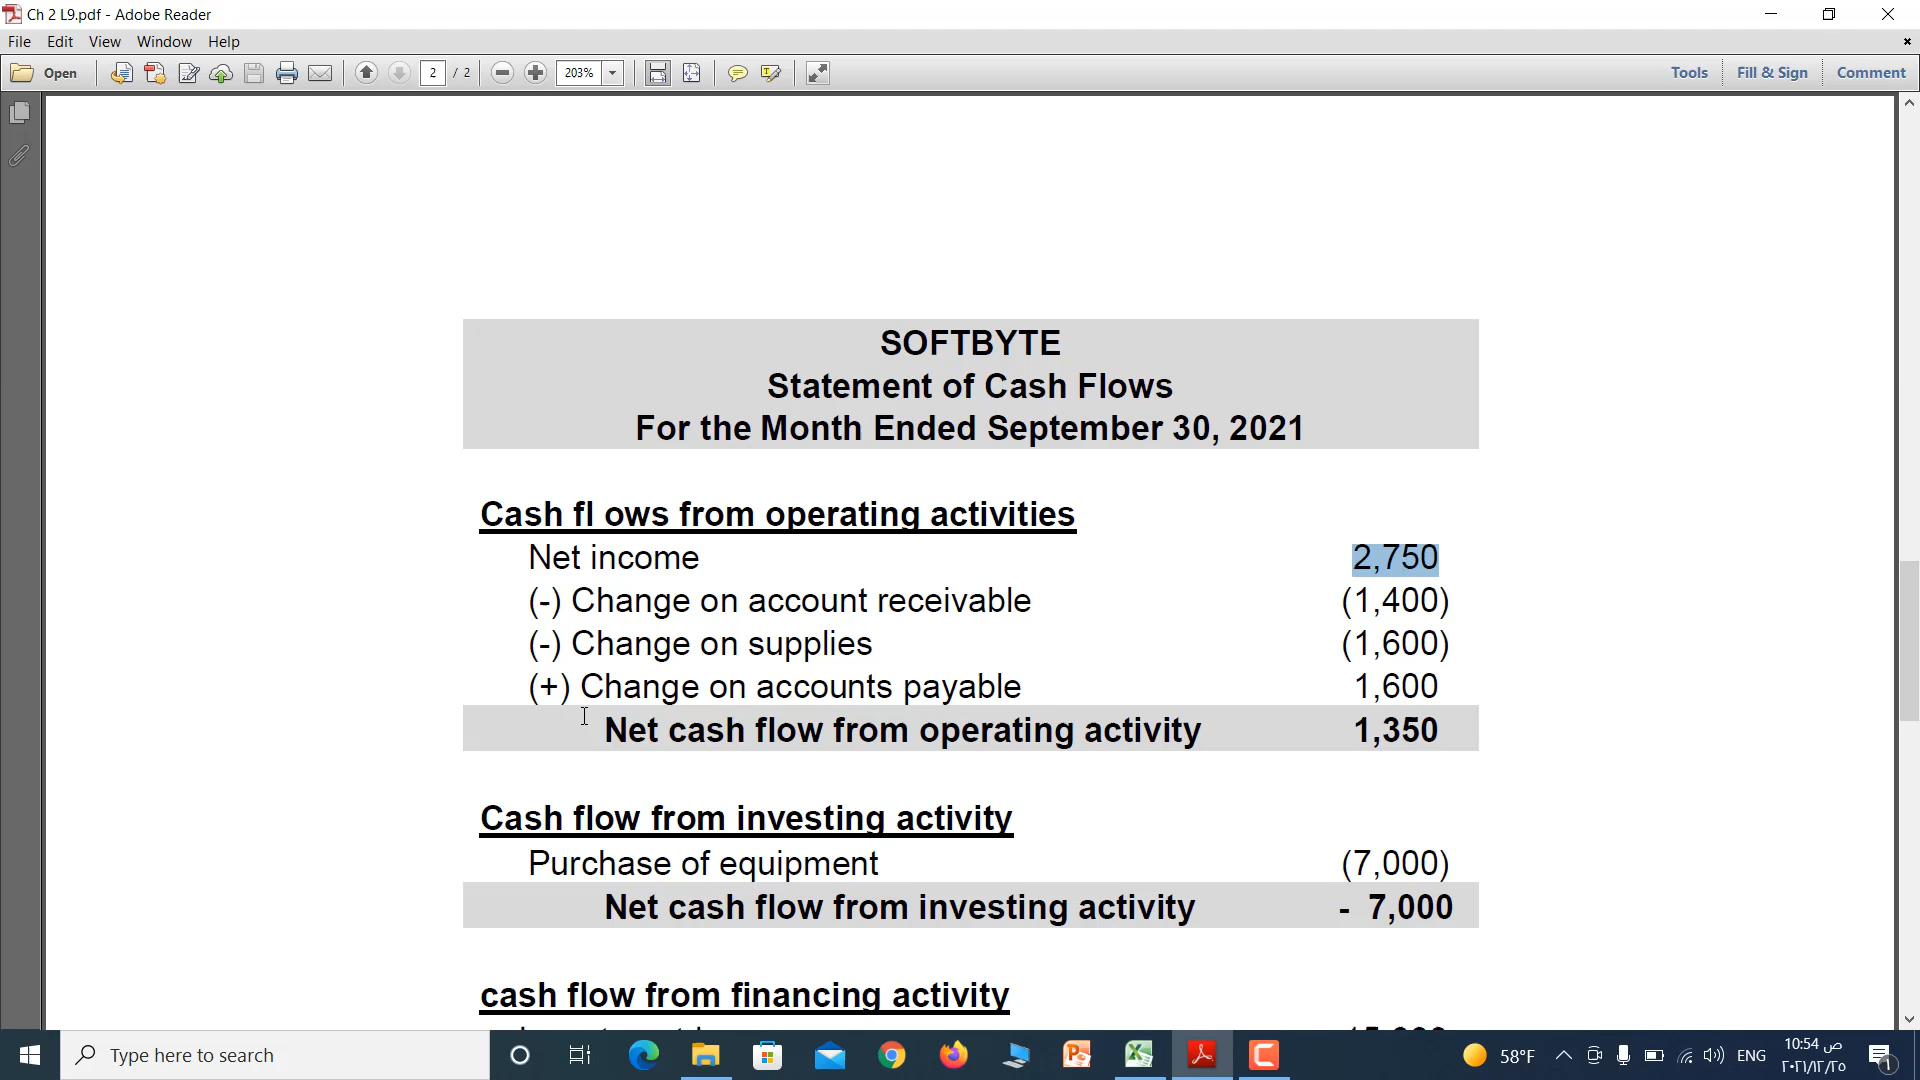 Ch 2 L9.pdf - Adobe Reader
File Edit View Window Help
Open 2 / 2 203% Tools Fill & Sign Comment
SOFTBYTE
Statement of Cash Flows
For the Month Ended September 30, 2021
Cash fl ows from operating activities
Net income 2,750
(-) Change on account receivable (1,400)
(-) Change on supplies (1,600)
(+) Change on accounts payable 1,600
Net cash flow from operating activity 1,350
Cash flow from investing activity
Purchase of equipment (7,000)
Net cash flow from investing activity - 7,000
cash flow from financing activity
Type here to search
58°F ENG
10:54 ص
٢٠٢١/١٢/٢٥
١